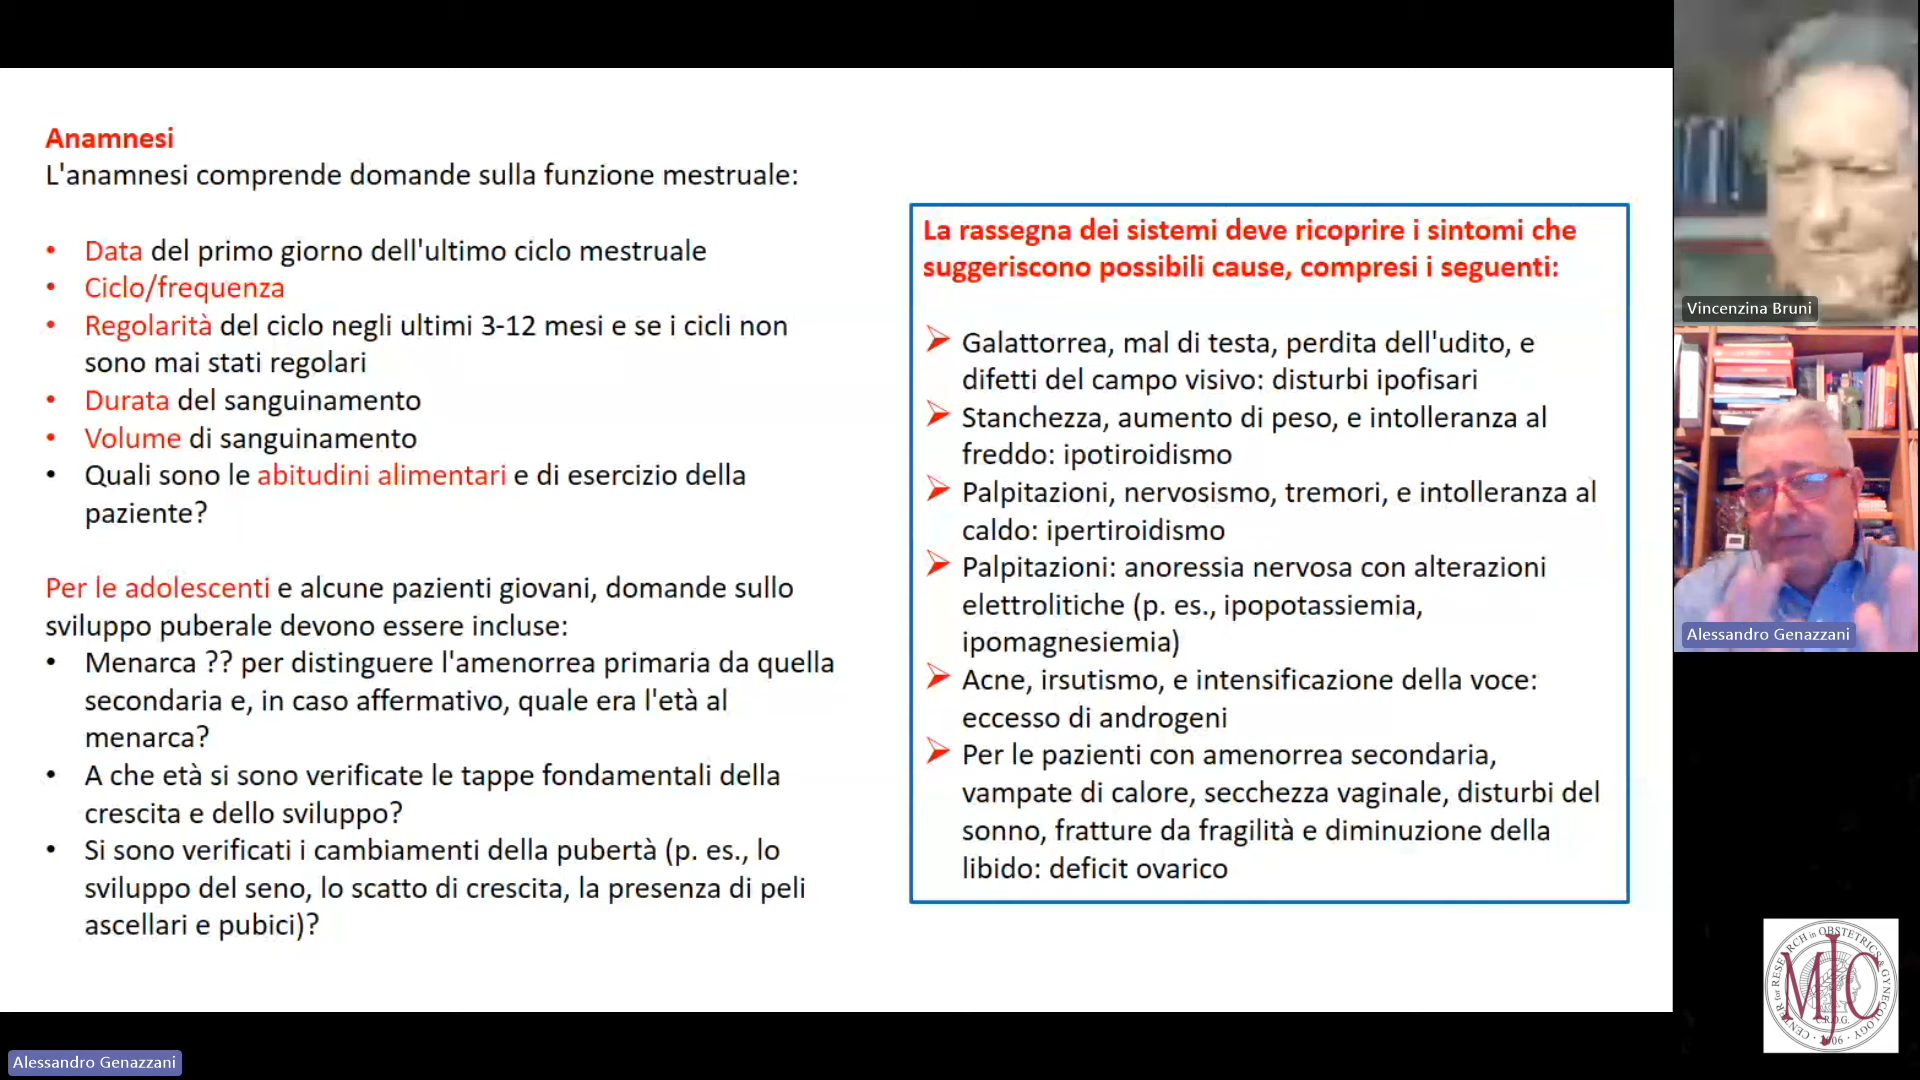 Anamnesi
L'anamnesi comprende domande sulla funzione mestruale:
• Data del primo giorno dell'ultimo ciclo mestruale
• Ciclo/frequenza
• Regolarità del ciclo negli ultimi 3-12 mesi e se i cicli non
sono mai stati regolari
• Durata del sanguinamento
• Volume di sanguinamento
• Quali sono le abitudini alimentari e di esercizio della
paziente?
Per le adolescenti e alcune pazienti giovani, domande sullo
sviluppo puberale devono essere incluse:
• Menarca ?? per distinguere l'amenorrea primaria da quella
secondaria e, in caso affermativo, quale era l'età al
menarca?
• A che età si sono verificate le tappe fondamentali della
crescita e dello sviluppo?
• Si sono verificati i cambiamenti della pubertà (p. es., lo
sviluppo del seno, lo scatto di crescita, la presenza di peli
ascellari e pubici)?
La rassegna dei sistemi deve ricoprire i sintomi che
suggeriscono possibili cause, compresi i seguenti:
➢ Galattorrea, mal di testa, perdita dell'udito, e
difetti del campo visivo: disturbi ipofisari
➢ Stanchezza, aumento di peso, e intolleranza al
freddo: ipotiroidismo
➢ Palpitazioni, nervosismo, tremori, e intolleranza al
caldo: ipertiroidismo
➢ Palpitazioni: anoressia nervosa con alterazioni
elettrolitiche (p. es., ipopotassiemia,
ipomagnesiemia)
➢ Acne, irsutismo, e intensificazione della voce:
eccesso di androgeni
➢ Per le pazienti con amenorrea secondaria,
vampate di calore, secchezza vaginale, disturbi del
sonno, fratture da fragilità e diminuzione della
libido: deficit ovarico
Vincenzina Bruni
Alessandro Genazzani
CENTER for RESEARCH in OBSTETRICS & GYNECOLOGY
MJC
C.R.O.G.
Alessandro Genazzani